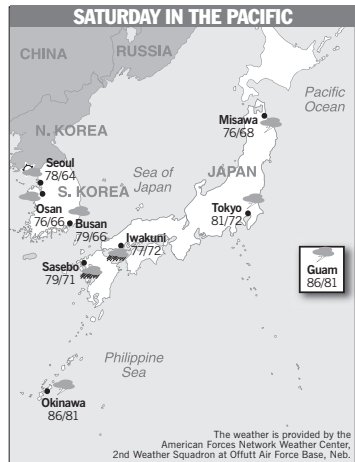 SATURDAY IN THE PACIFIC
CHINA
RUSSIA
Pacific
Ocean
Misawa
76/68
N. KOREA
Seoul
78/64
Sea of
Japan
JAPAN
S. KOREA
Osan
76/66
Busan
79/66
Tokyo
81/72
Iwakuni
77/72
Sasebo
79/71
Guam
86/81
Philippine
Sea
Okinawa
86/81
The weather is provided by the
American Forces Network Weather Center,
2nd Weather Squadron at Offutt Air Force Base, Neb.